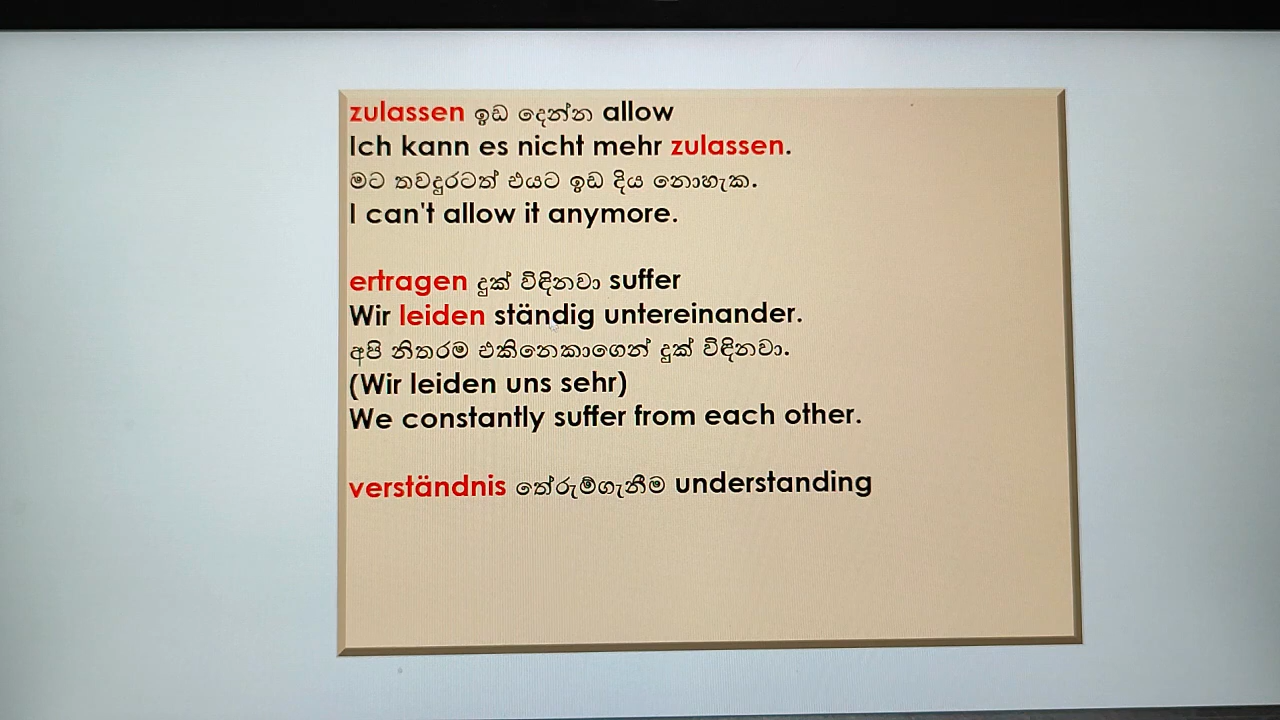 zulassen ඉඩ දෙන්න allow
Ich kann es nicht mehr zulassen.
මට තවදුරටත් එයට ඉඩ දිය නොහැක.
I can't allow it anymore.
ertragen දුක් විඳිනවා suffer
Wir leiden ständig untereinander.
අපි නිතරම එකිනෙකාගෙන් දුක් විඳිනවා.
(Wir leiden uns sehr)
We constantly suffer from each other.
verständnis තේරුම්ගැනීම understanding